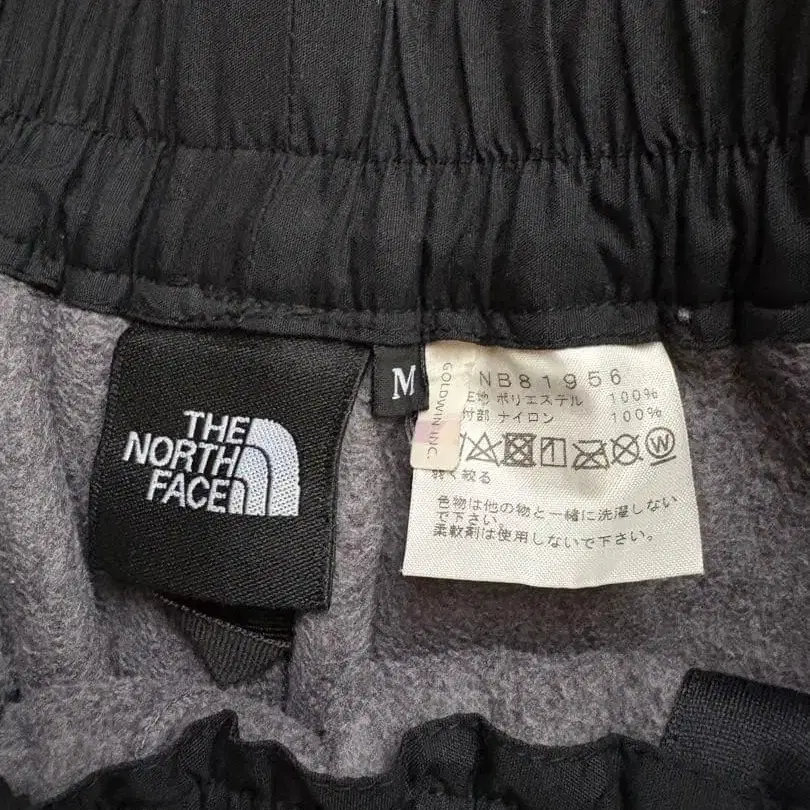 THE
NORTH
FACE
M
GOLDWIN INC.
NB81956
地 ポリエステル 100%
付部 ナイロン 100%
弱く絞る
色物は他の物と一緒に洗濯しない
で下さい。
柔軟剤は使用しないで下さい。